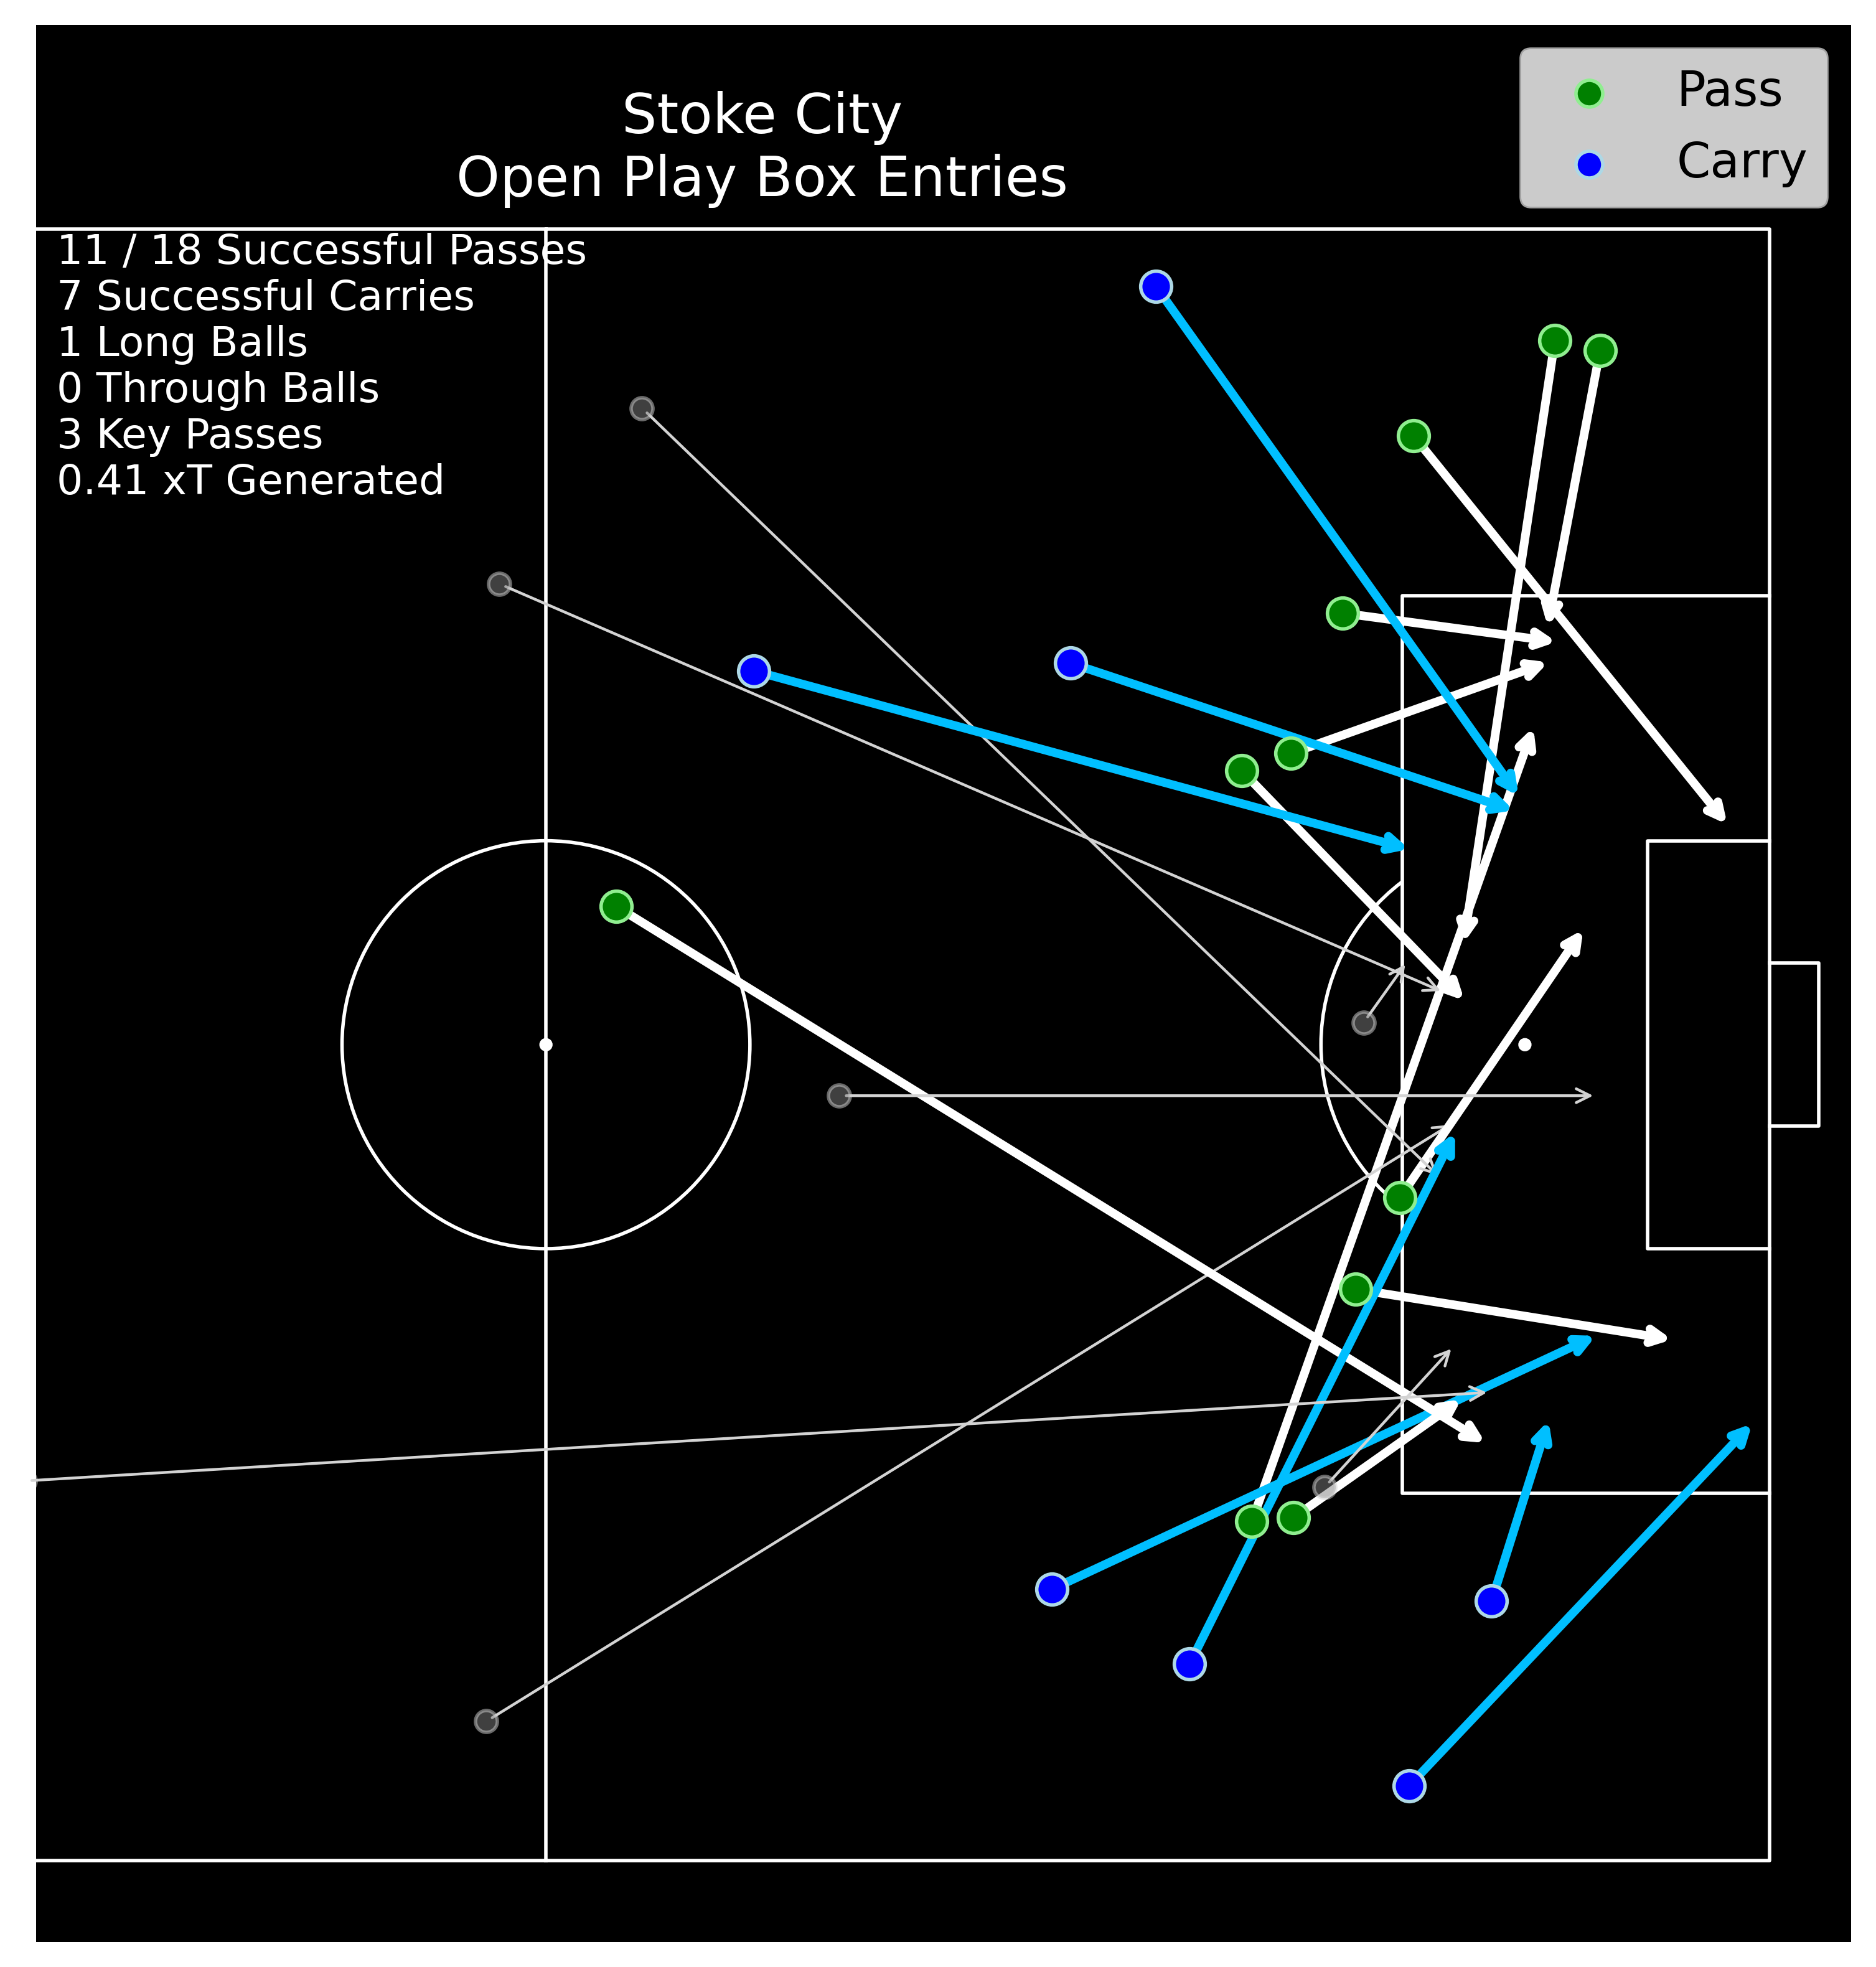 Stoke City
Open Play Box Entries
Pass
Carry
11 / 18 Successful Passes
7 Successful Carries
1 Long Balls
0 Through Balls
3 Key Passes
0.41 xT Generated